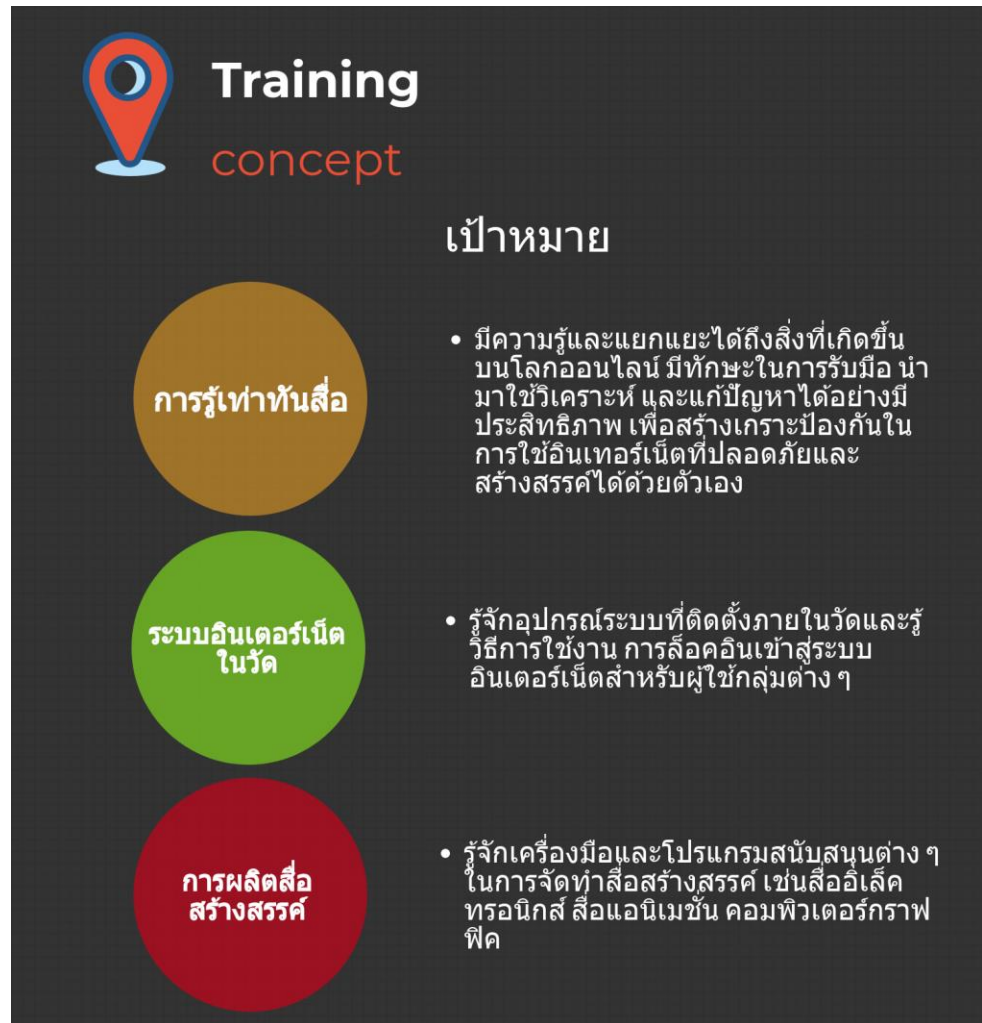 Training
concept
เป้าหมาย
การรู้เท่าทันสื่อ
• มีความรู้และแยกแยะได้ถึงสิ่งที่เกิดขึ้น
บนโลกออนไลน์ มีทักษะในการรับมือ นำ
มาใช้วิเคราะห์ และแก้ปัญหาได้อย่างมี
ประสิทธิภาพ เพื่อสร้างเกราะป้องกันใน
การใช้อินเทอร์เน็ตที่ปลอดภัยและ
สร้างสรรค์ได้ด้วยตัวเอง
ระบบอินเตอร์เน็ต
ในวัด
• รู้จักอุปกรณ์ระบบที่ติดตั้งภายในวัดและรู้
วิธีการใช้งาน การล็อคอินเข้าสู่ระบบ
อินเตอร์เน็ตสำหรับผู้ใช้กลุ่มต่าง ๆ
การผลิตสื่อ
สร้างสรรค์
• รู้จักเครื่องมือและโปรแกรมสนับสนุนต่าง ๆ
ในการจัดทำสื่อสร้างสรรค์ เช่นสื่ออิเล็ค
ทรอนิกส์ สื่อแอนิเมชั่น คอมพิวเตอร์กราฟ
ฟิค